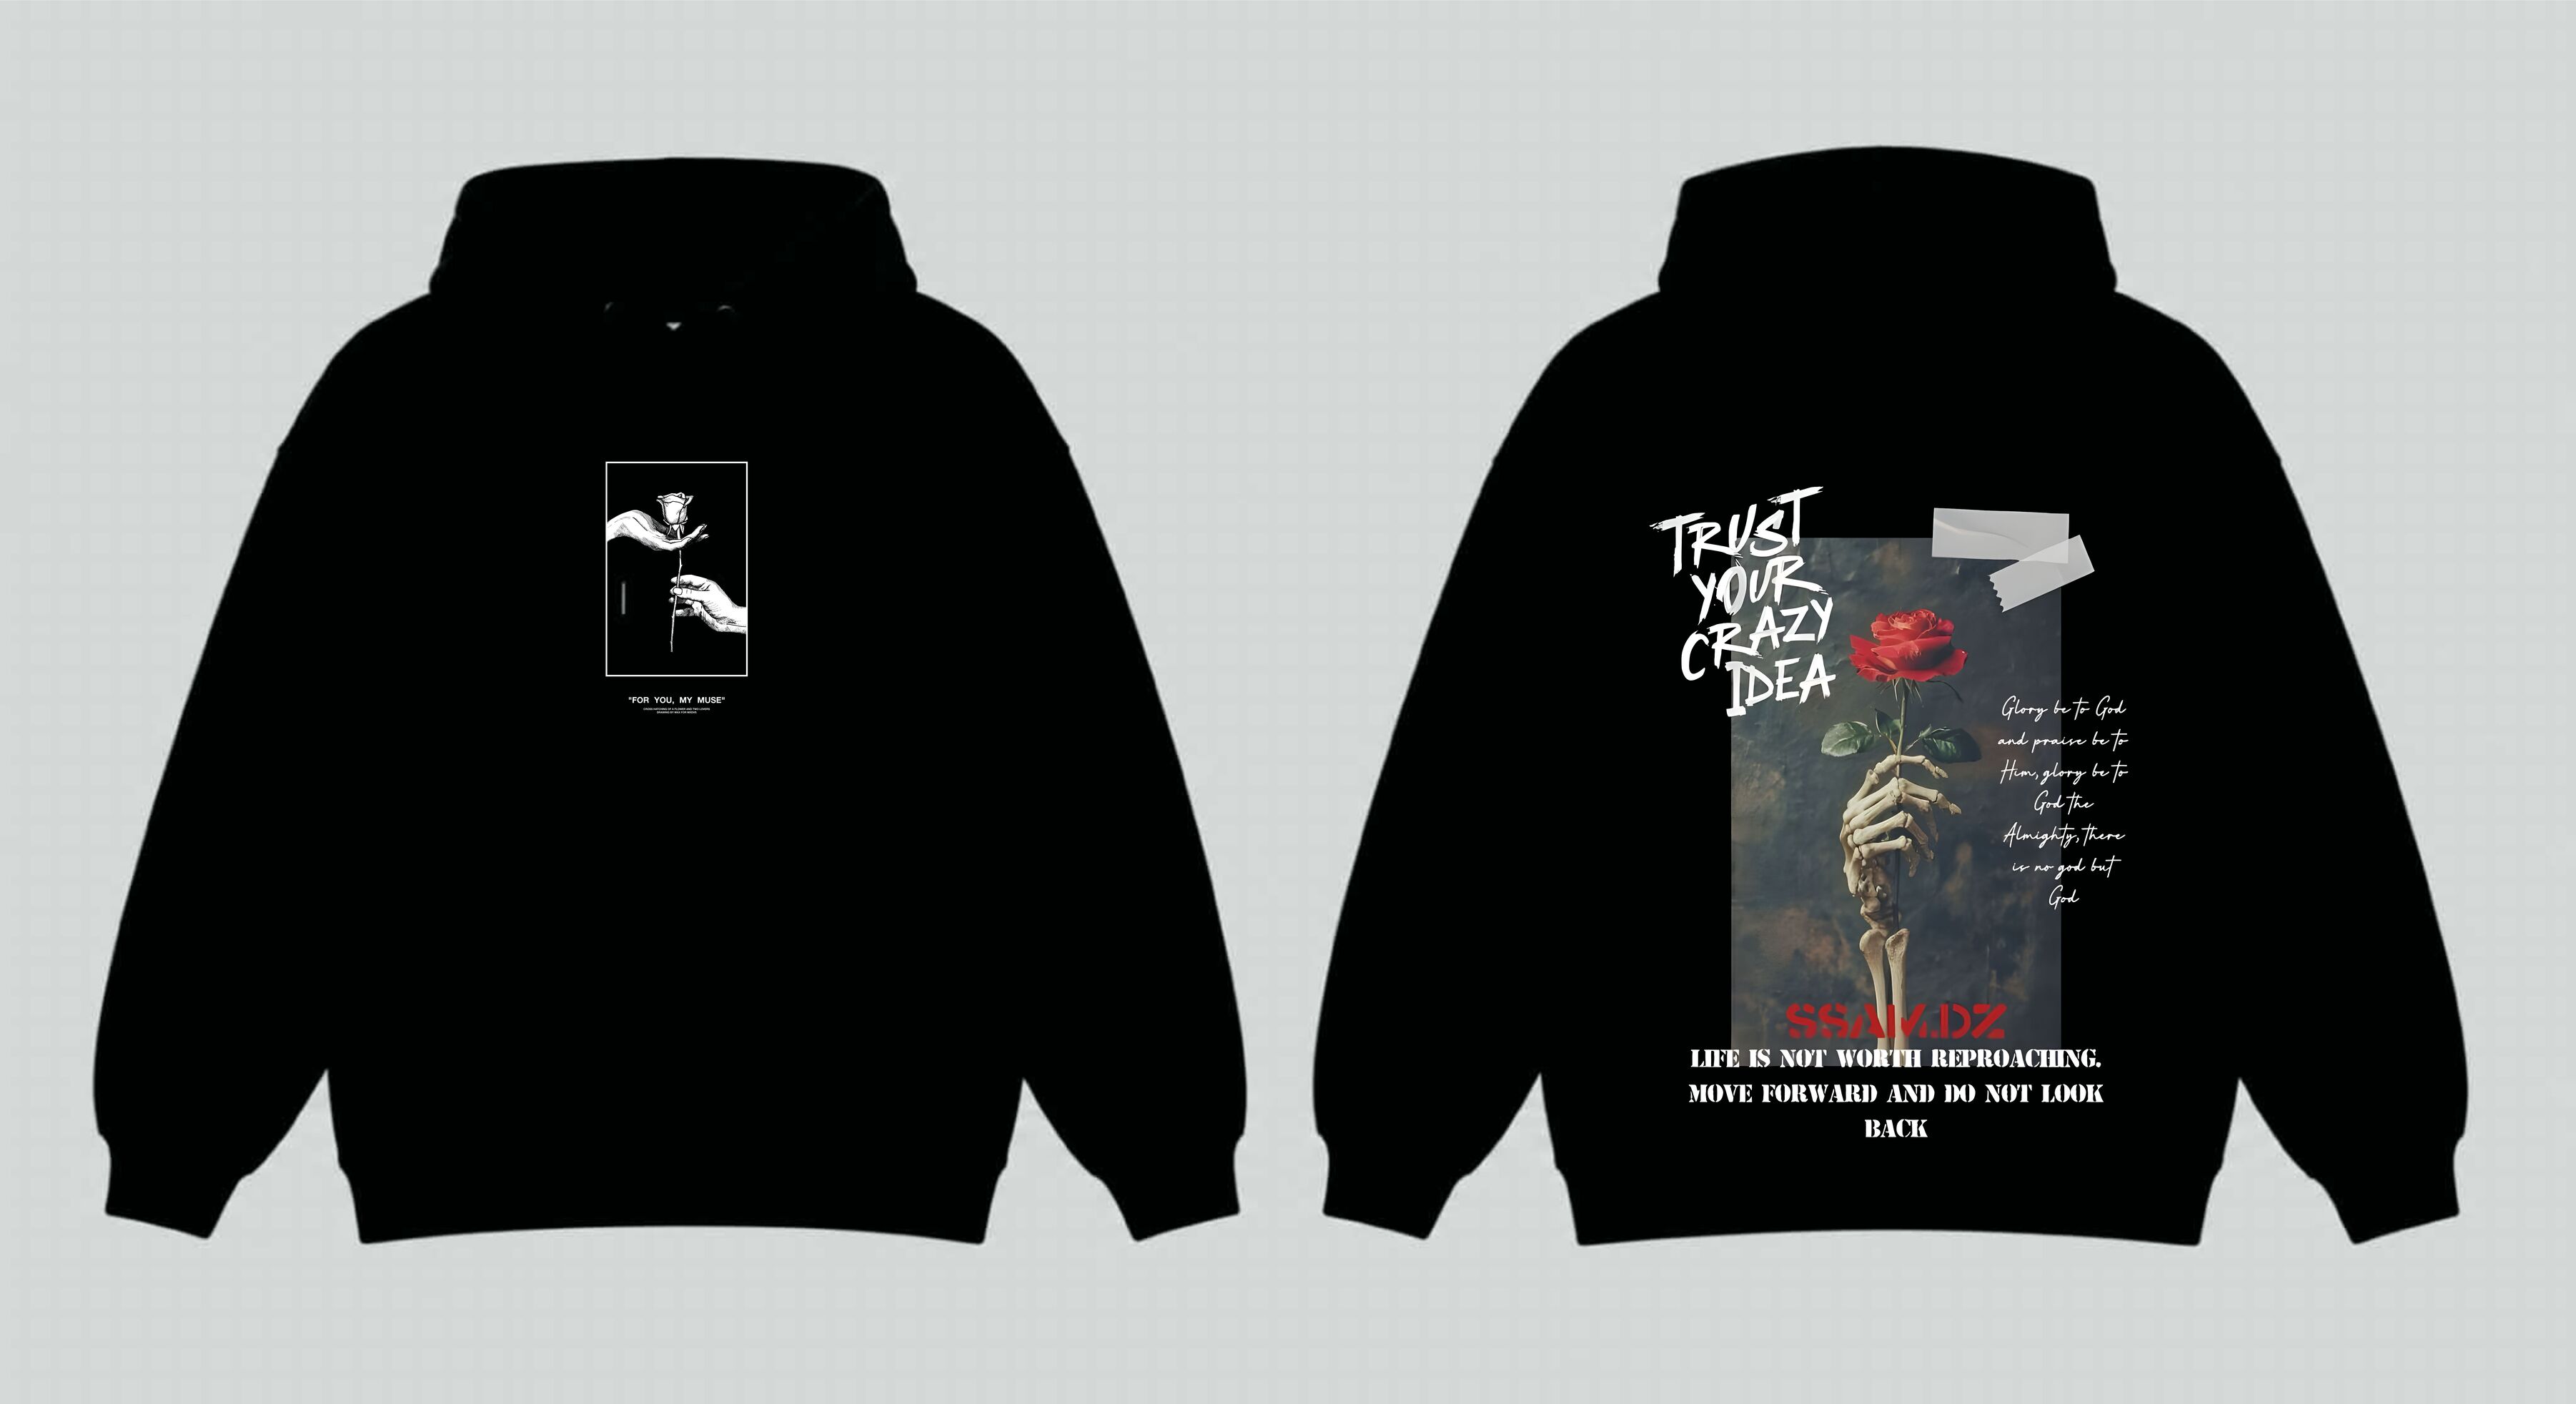 "FOR YOU, MY MUSE"
TRUST
YOUR
CRAZY
IDEA
Glory be to God
and praise be to
Him, glory be to
God the
Almighty, there
is no god but
God
SSAM.DZ
LIFE IS NOT WORTH REPROACHING.
MOVE FORWARD AND DO NOT LOOK
BACK